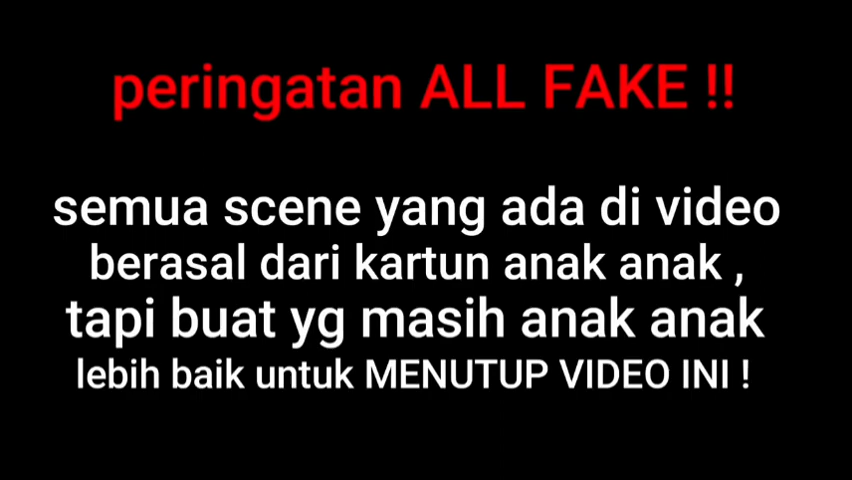 peringatan ALL FAKE !!
semua scene yang ada di video
berasal dari kartun anak anak ,
tapi buat yg masih anak anak
lebih baik untuk MENUTUP VIDEO INI !